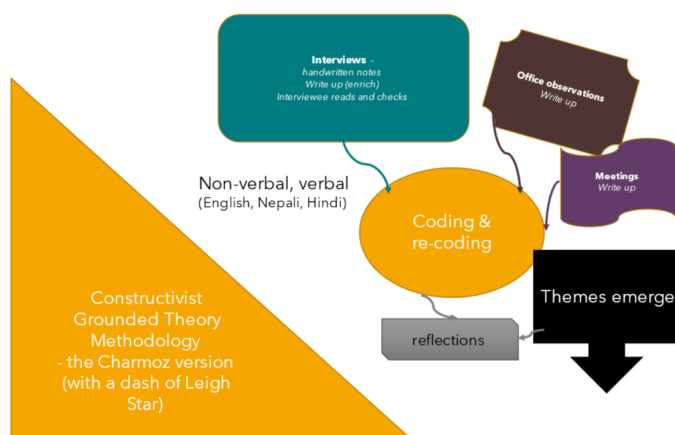 Interviews –
handwritten notes
Write up (enrich)
Interviewee reads and checks
Office observations
Write up
Meetings
Write up
Non-verbal, verbal
(English, Nepali, Hindi)
Coding &
re-coding
Themes emerge
reflections
Constructivist
Grounded Theory
Methodology
- the Charmoz version
(with a dash of Leigh
Star)